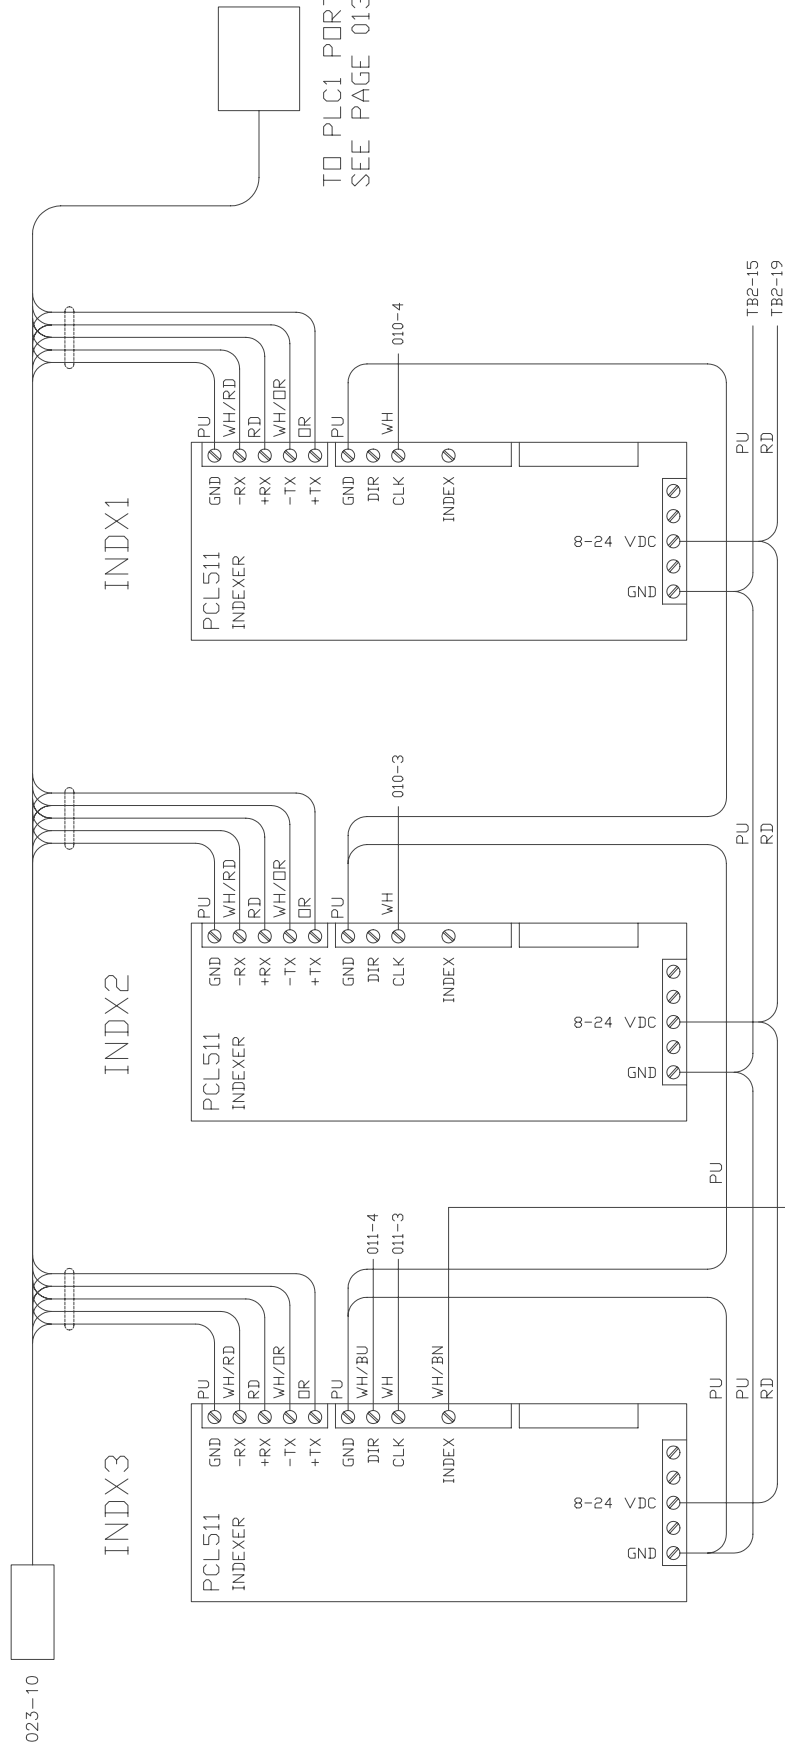 023-10
TO PLC1 PORT
SEE PAGE 013
INDX3
PCL511
INDEXER
GND
-RX
+RX
-TX
+TX
GND
DIR
CLK
INDEX
PU
WH/RD
RD
WH/OR
OR
PU
WH/BU
WH
WH/BN
011-4
011-3
8-24 VDC
GND
PU
PU
RD
PU
INDX2
PCL511
INDEXER
GND
-RX
+RX
-TX
+TX
GND
DIR
CLK
INDEX
PU
WH/RD
RD
WH/OR
OR
PU
WH
010-3
8-24 VDC
GND
PU
RD
INDX1
PCL511
INDEXER
GND
-RX
+RX
-TX
+TX
GND
DIR
CLK
INDEX
PU
WH/RD
RD
WH/OR
OR
PU
WH
010-4
8-24 VDC
GND
PU
RD
TB2-15
TB2-19